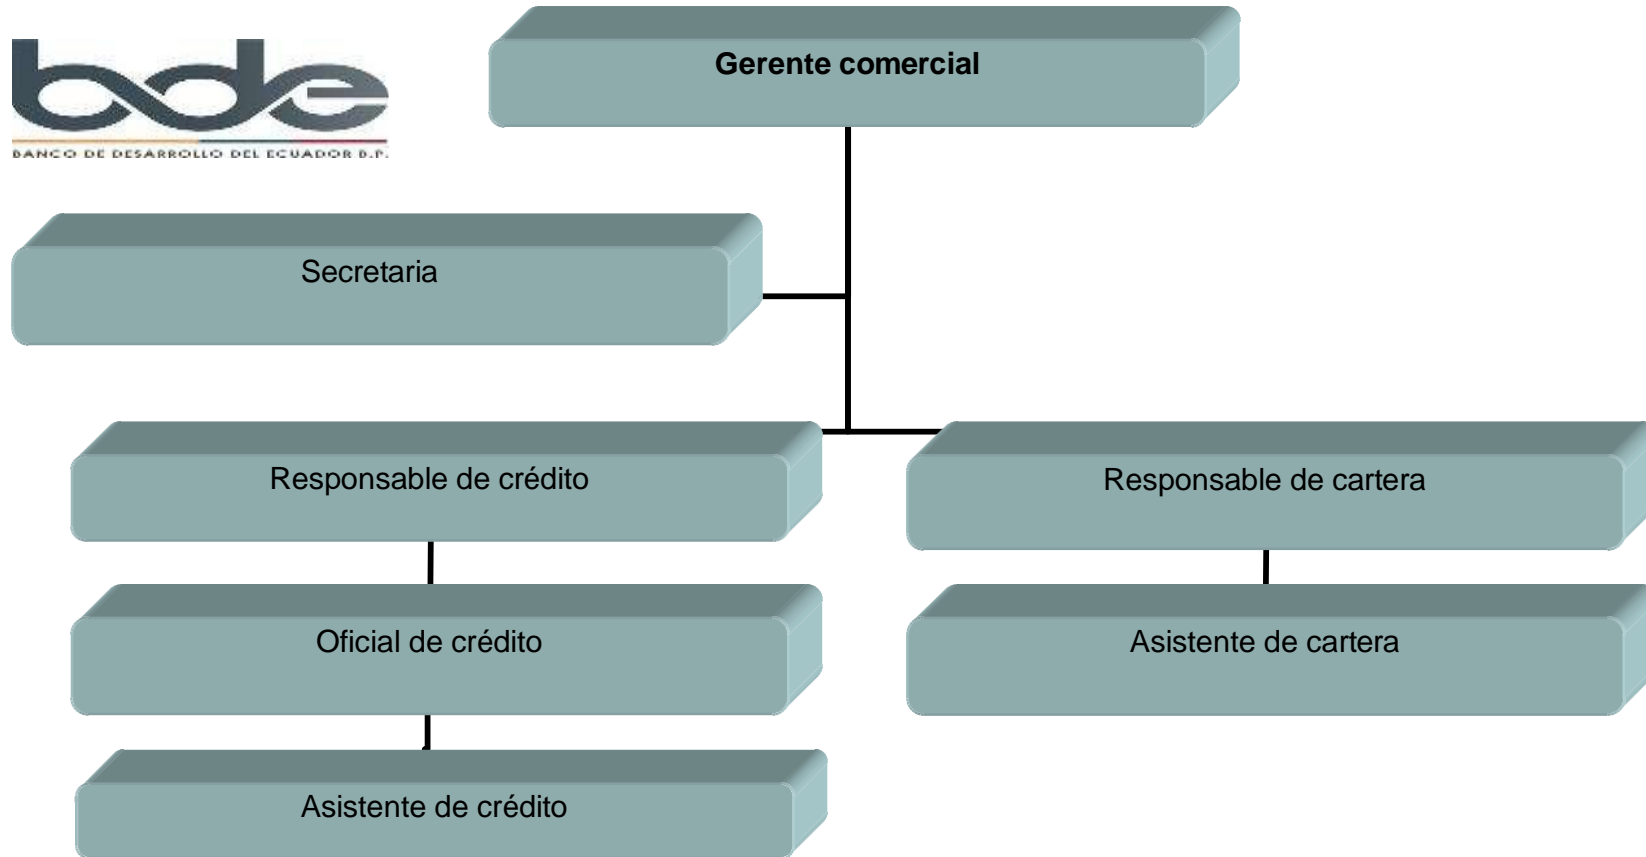 bde
BANCO DE DESARROLLO DEL ECUADOR B.P.
Gerente comercial
Secretaria
Responsable de crédito
Responsable de cartera
Oficial de crédito
Asistente de cartera
Asistente de crédito